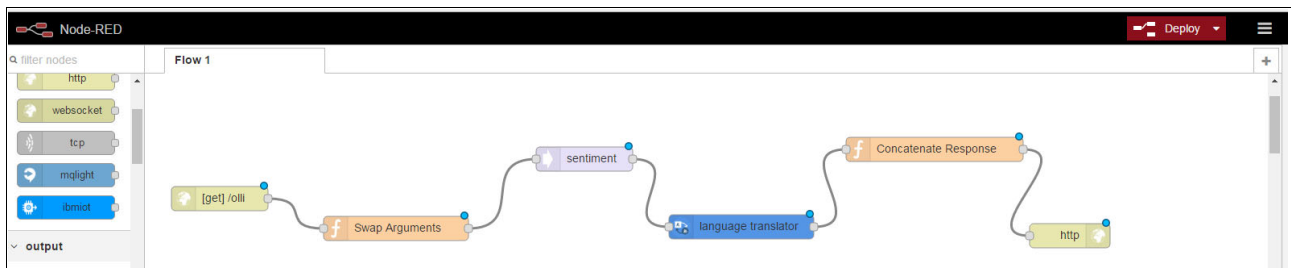 Node-RED
Deploy
filter nodes
Flow 1
+
http
websocket
tcp
mqlight
ibmiot
output
[get] /olli
Swap Arguments
sentiment
language translator
Concatenate Response
http